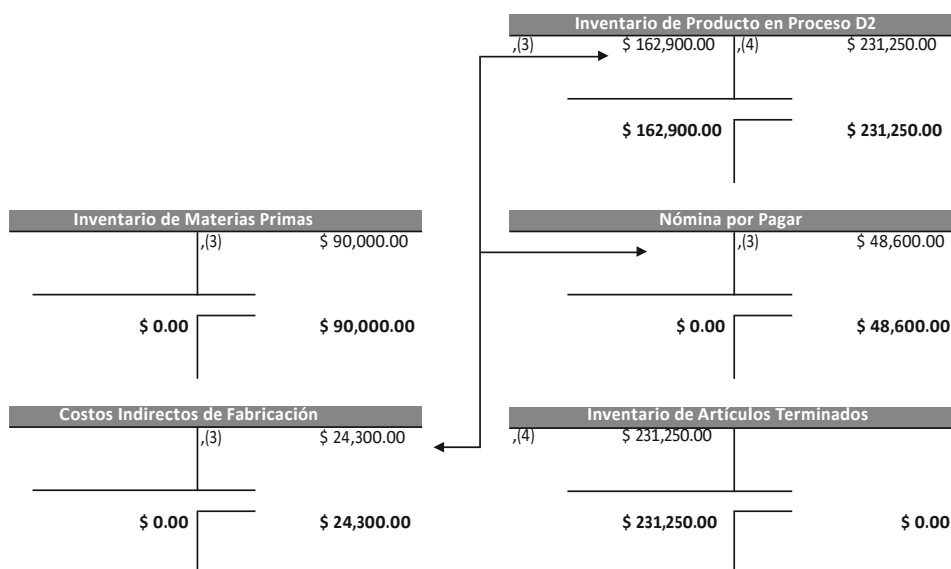 Inventario de Producto en Proceso D2
,(3) $ 162,900.00 ,(4) $ 231,250.00
$ 162,900.00 $ 231,250.00
Inventario de Materias Primas
,(3) $ 90,000.00
$ 0.00 $ 90,000.00
Nómina por Pagar
,(3) $ 48,600.00
$ 0.00 $ 48,600.00
Costos Indirectos de Fabricación
,(3) $ 24,300.00
$ 0.00 $ 24,300.00
Inventario de Artículos Terminados
,(4) $ 231,250.00
$ 231,250.00 $ 0.00